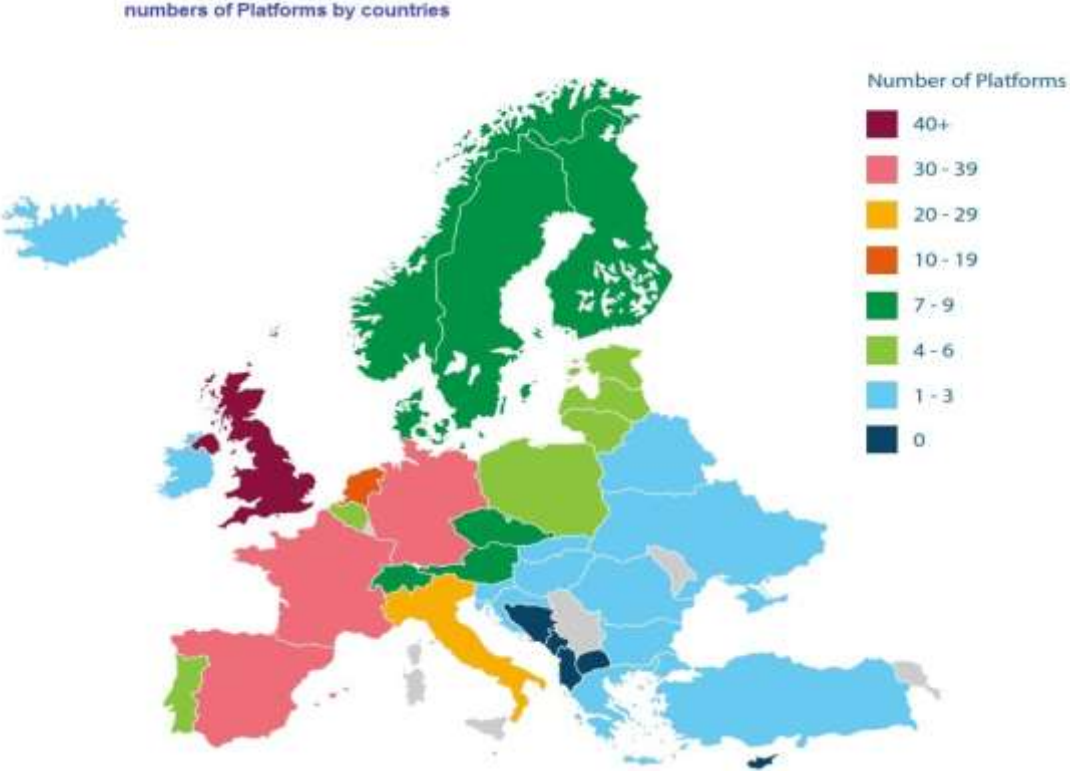 numbers of Platforms by countries
Number of Platforms
40+
30 - 39
20 - 29
10 - 19
7 - 9
4 - 6
1 - 3
0